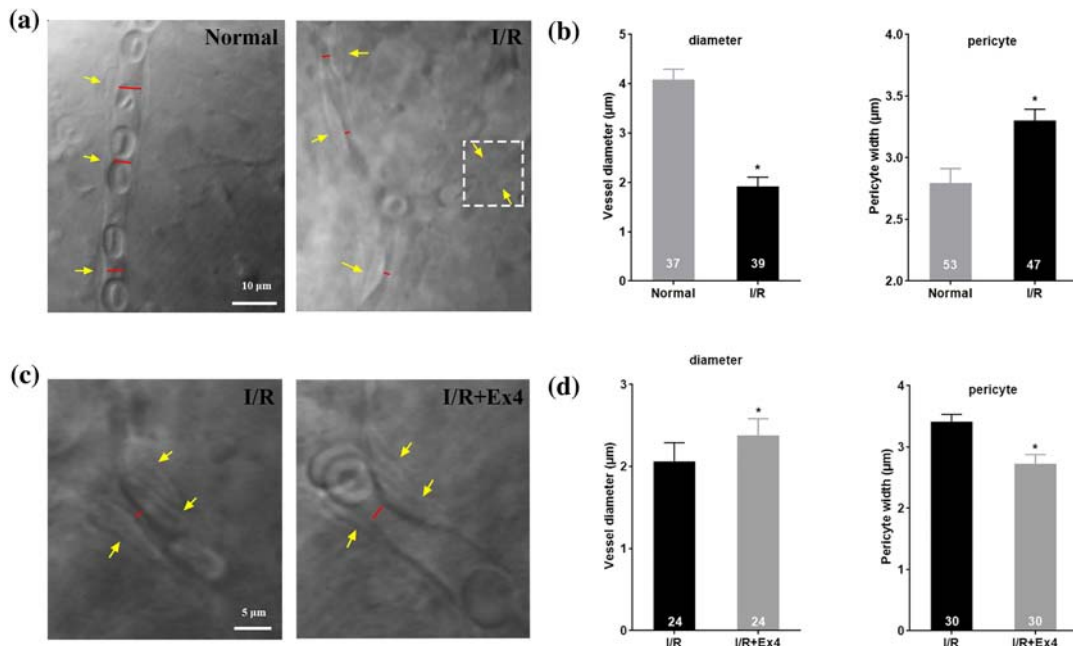 (a)
Normal
10 μm
I/R
(b)
diameter
Vessel diameter (μm)
5
4
3
2
1
0
37
39
*
Normal
I/R
pericyte
Pericyte width (μm)
4.0
3.5
3.0
2.5
2.0
53
47
*
Normal
I/R
(c)
I/R
5 μm
I/R+Ex4
(d)
diameter
Vessel diameter (μm)
3
2
1
0
24
24
*
I/R
I/R+Ex4
pericyte
Pericyte width (μm)
4
3
2
1
0
30
30
*
I/R
I/R+Ex4